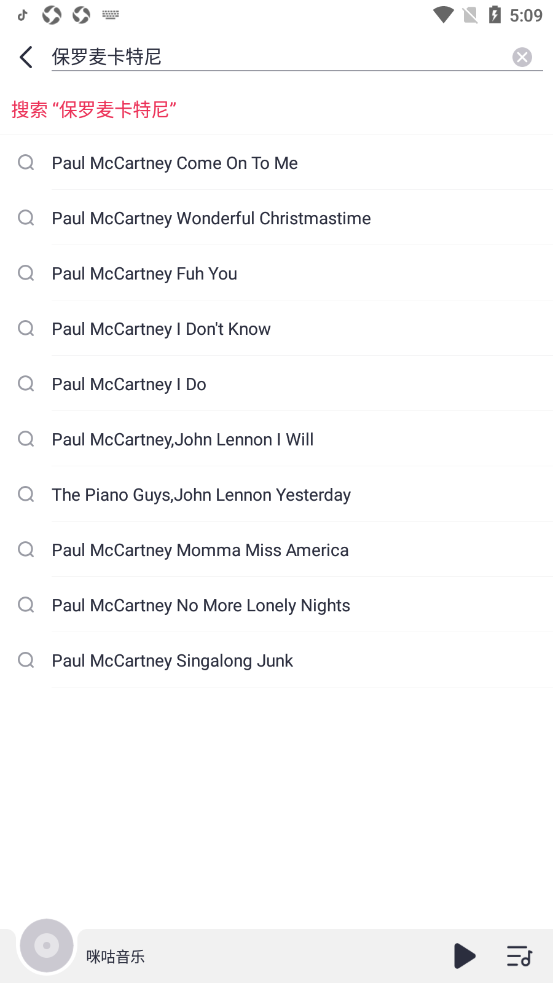 5:09
保罗麦卡特尼
搜索 “保罗麦卡特尼”
Paul McCartney Come On To Me
Paul McCartney Wonderful Christmastime
Paul McCartney Fuh You
Paul McCartney I Don't Know
Paul McCartney I Do
Paul McCartney,John Lennon I Will
The Piano Guys,John Lennon Yesterday
Paul McCartney Momma Miss America
Paul McCartney No More Lonely Nights
Paul McCartney Singalong Junk
咪咕音乐